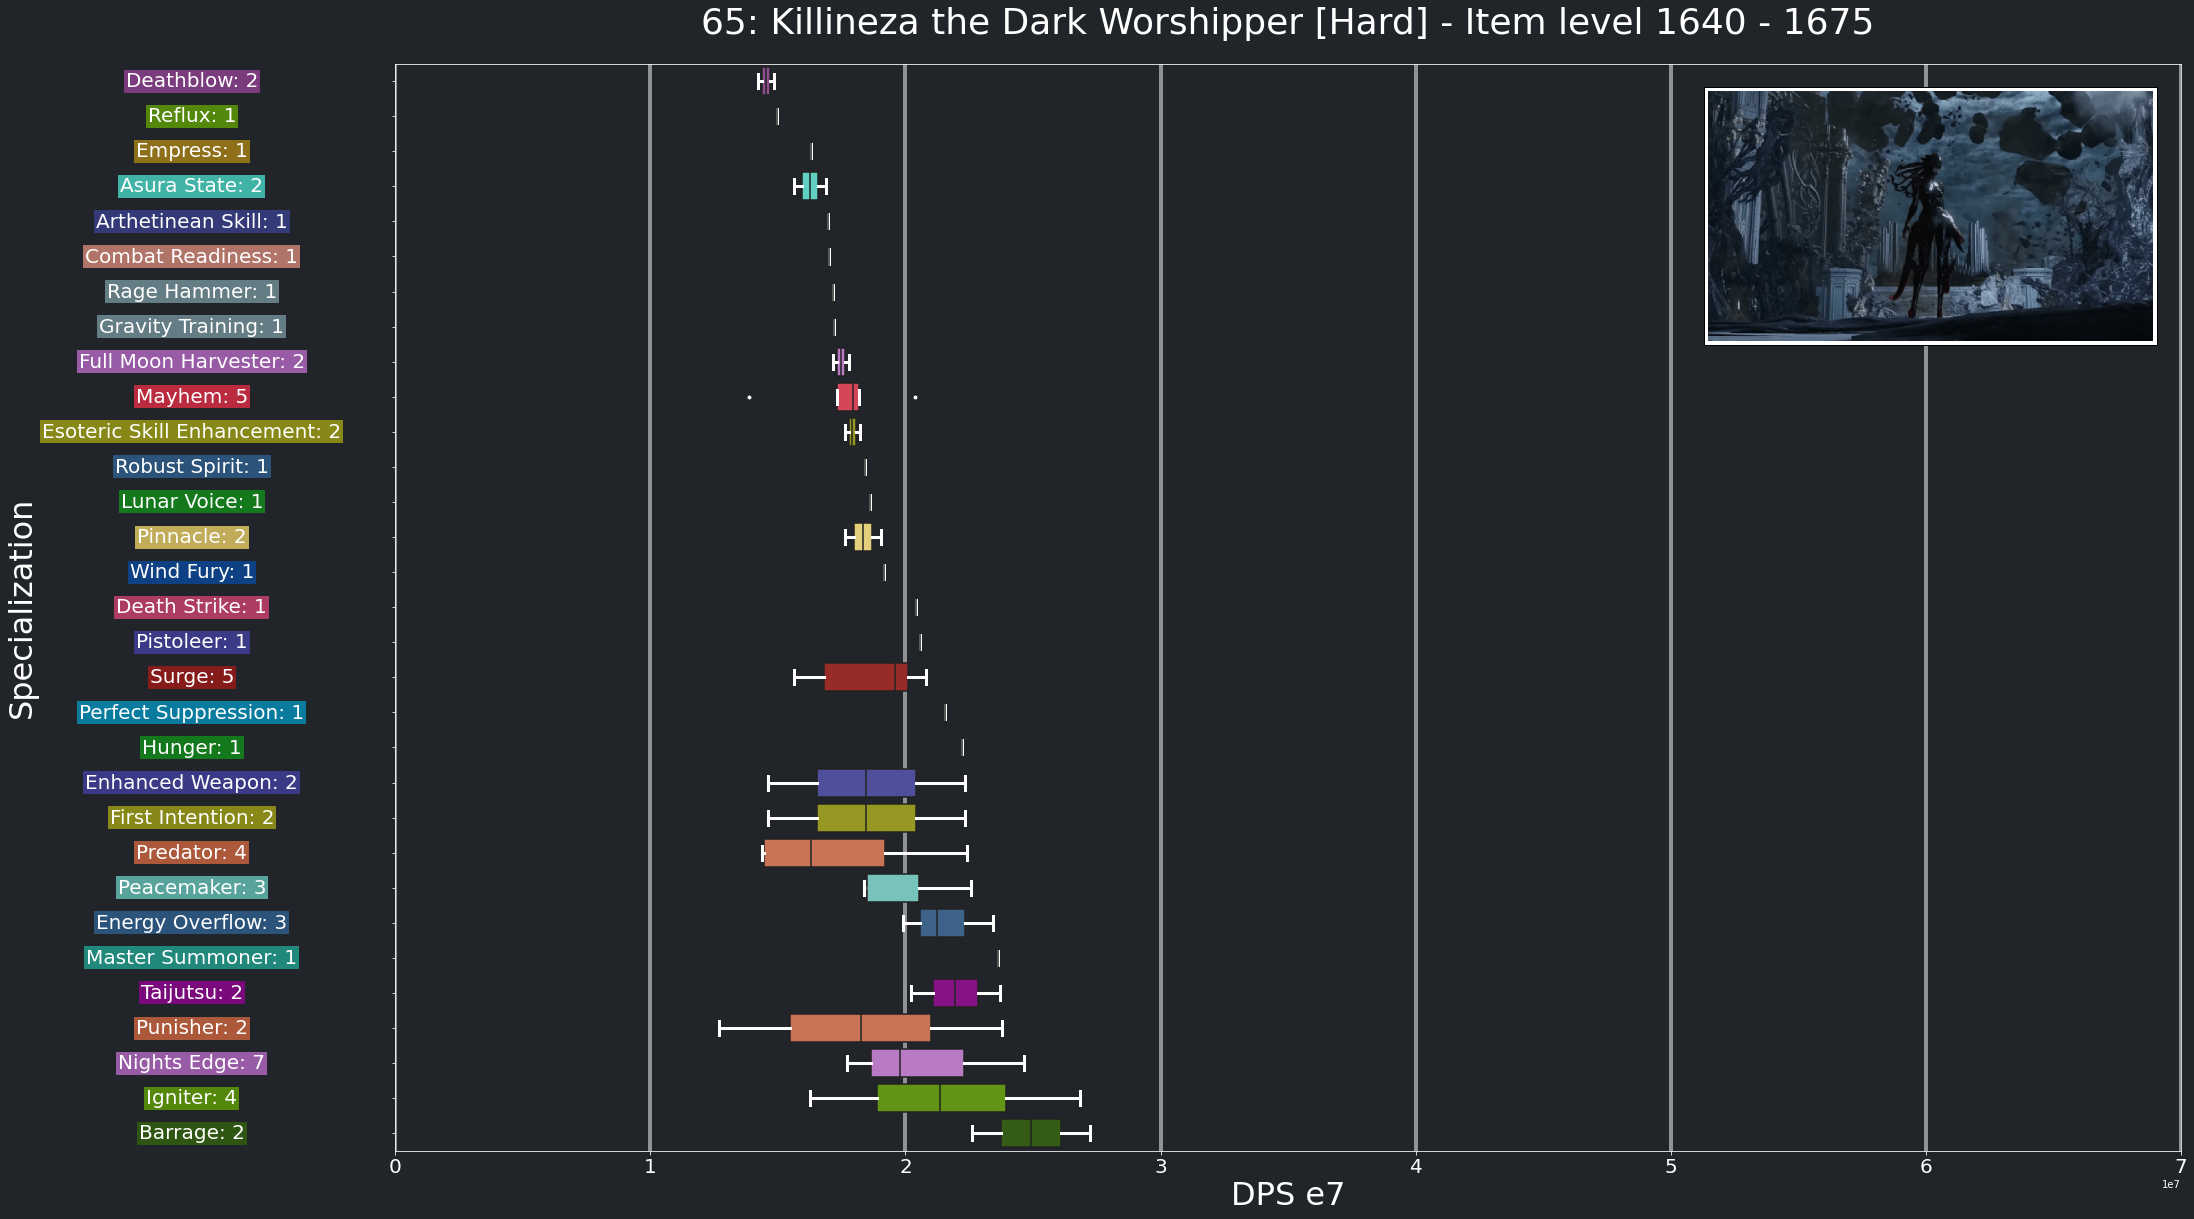 65: Killineza the Dark Worshipper [Hard] - Item level 1640 - 1675
Specialization
Deathblow: 2
Reflux: 1
Empress: 1
Asura State: 2
Arthetinean Skill: 1
Combat Readiness: 1
Rage Hammer: 1
Gravity Training: 1
Full Moon Harvester: 2
Mayhem: 5
Esoteric Skill Enhancement: 2
Robust Spirit: 1
Lunar Voice: 1
Pinnacle: 2
Wind Fury: 1
Death Strike: 1
Pistoleer: 1
Surge: 5
Perfect Suppression: 1
Hunger: 1
Enhanced Weapon: 2
First Intention: 2
Predator: 4
Peacemaker: 3
Energy Overflow: 3
Master Summoner: 1
Taijutsu: 2
Punisher: 2
Nights Edge: 7
Igniter: 4
Barrage: 2
0 1 2 3 4 5 6 7
1e7
DPS e7